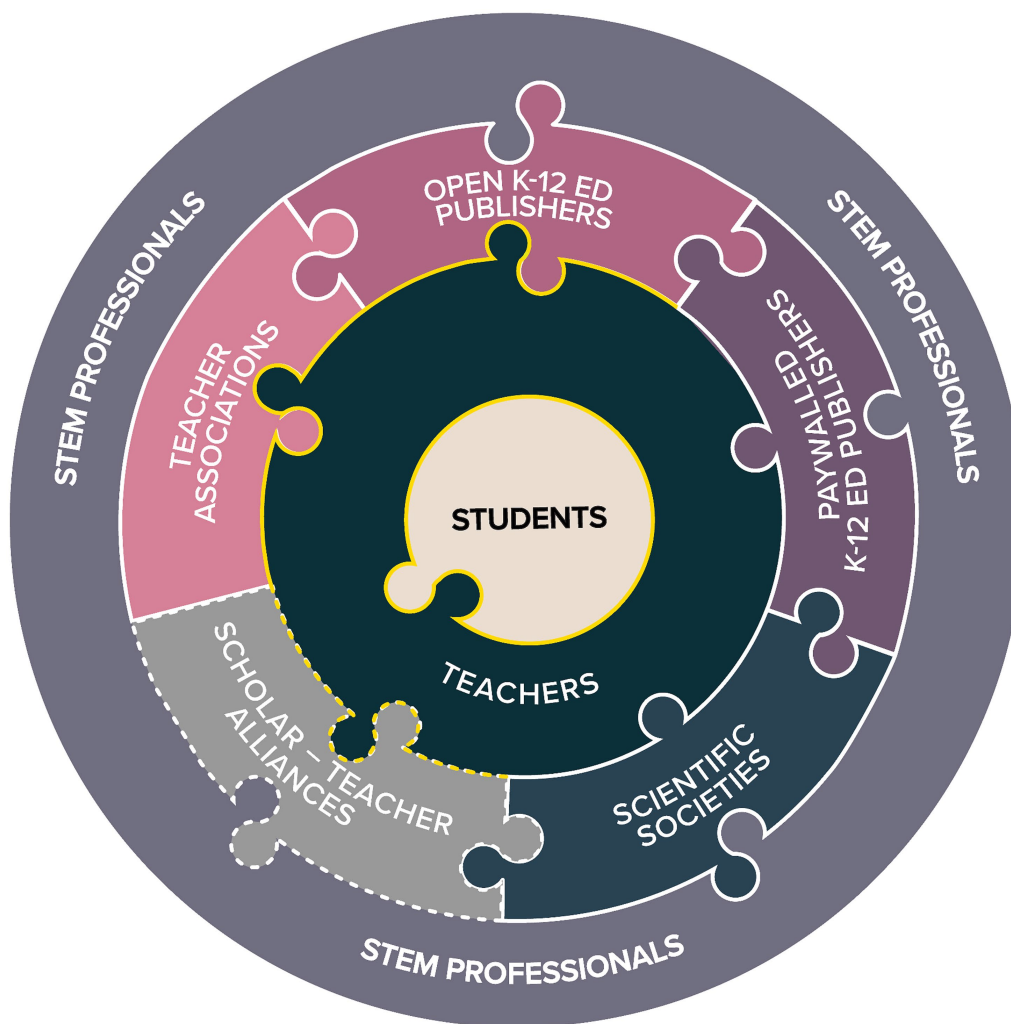 OPEN K-12 ED
PUBLISHERS
STEM PROFESSIONALS
STEM PROFESSIONALS
TEACHER
ASSOCIATIONS
PAYWALLED
K-12 ED PUBLISHERS
STUDENTS
TEACHERS
SCHOLAR – TEACHER
ALLIANCES
SCIENTIFIC
SOCIETIES
STEM PROFESSIONALS